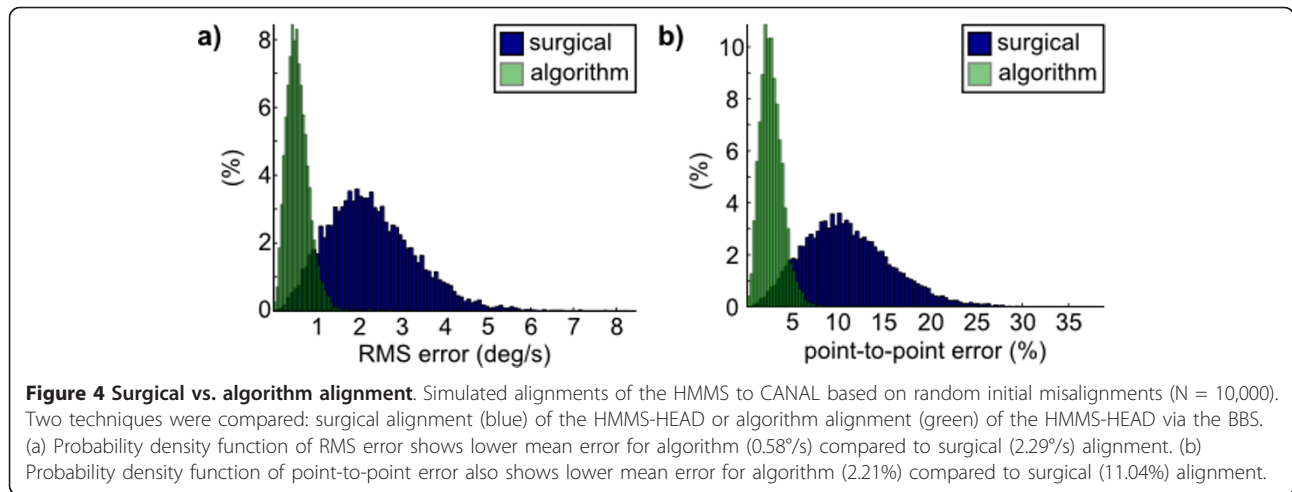 a)
surgical
algorithm
8
6
4
2
0
(%)
1 2 3 4 5 6 7 8
RMS error (deg/s)
b)
surgical
algorithm
10
8
6
4
2
0
(%)
5 10 15 20 25 30 35
point-to-point error (%)
Figure 4 Surgical vs. algorithm alignment. Simulated alignments of the HMMS to CANAL based on random initial misalignments (N = 10,000).
Two techniques were compared: surgical alignment (blue) of the HMMS-HEAD or algorithm alignment (green) of the HMMS-HEAD via the BBS.
(a) Probability density function of RMS error shows lower mean error for algorithm (0.58°/s) compared to surgical (2.29°/s) alignment. (b)
Probability density function of point-to-point error also shows lower mean error for algorithm (2.21%) compared to surgical (11.04%) alignment.